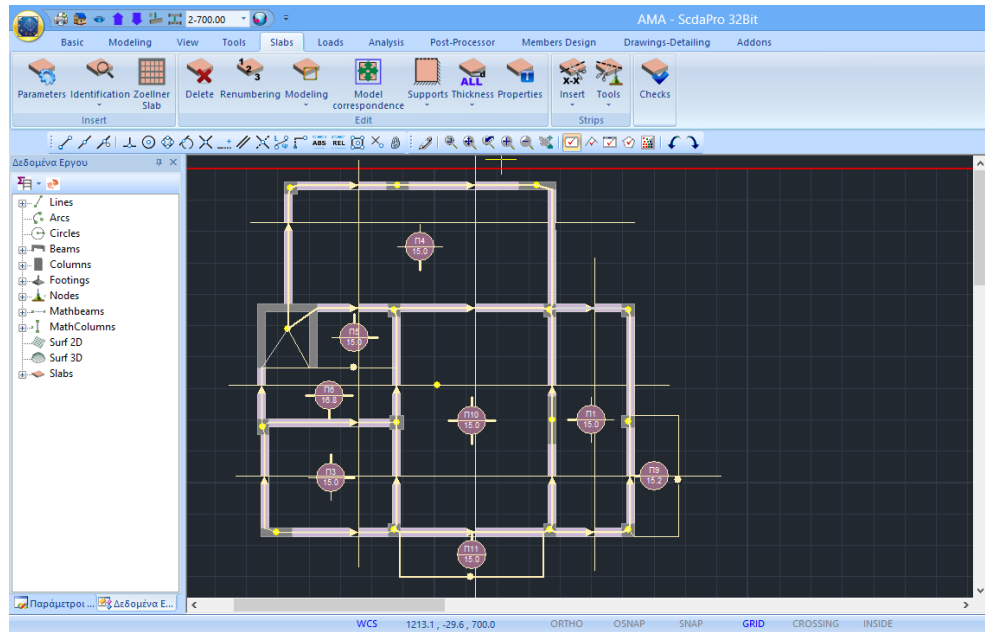 2-700.00
AMA - ScdaPro 32Bit
Basic Modeling View Tools Slabs Loads Analysis Post-Processor Members Design Drawings-Detailing Addons
Parameters Identification Zoellner Slab Delete Renumbering Modeling Model correspondence Supports Thickness Properties Insert Tools Checks
1 2 3
ALL
X-X'
Insert Edit Strips
ABS REL
Δεδομένα Εργου
Lines
Arcs
Circles
Beams
Columns
Footings
Nodes
Mathbeams
MathColumns
Surf 2D
Surf 3D
Slabs
Π4
15.0
Π5
15.0
Π6
16.8
Π10
15.0
Π1
15.0
Π3
15.0
Π9
15.2
Π11
15.0
Παράμετροι ... Δεδομένα Ε...
WCS 1213.1 , -29.6 , 700.0 ORTHO OSNAP SNAP GRID CROSSING INSIDE